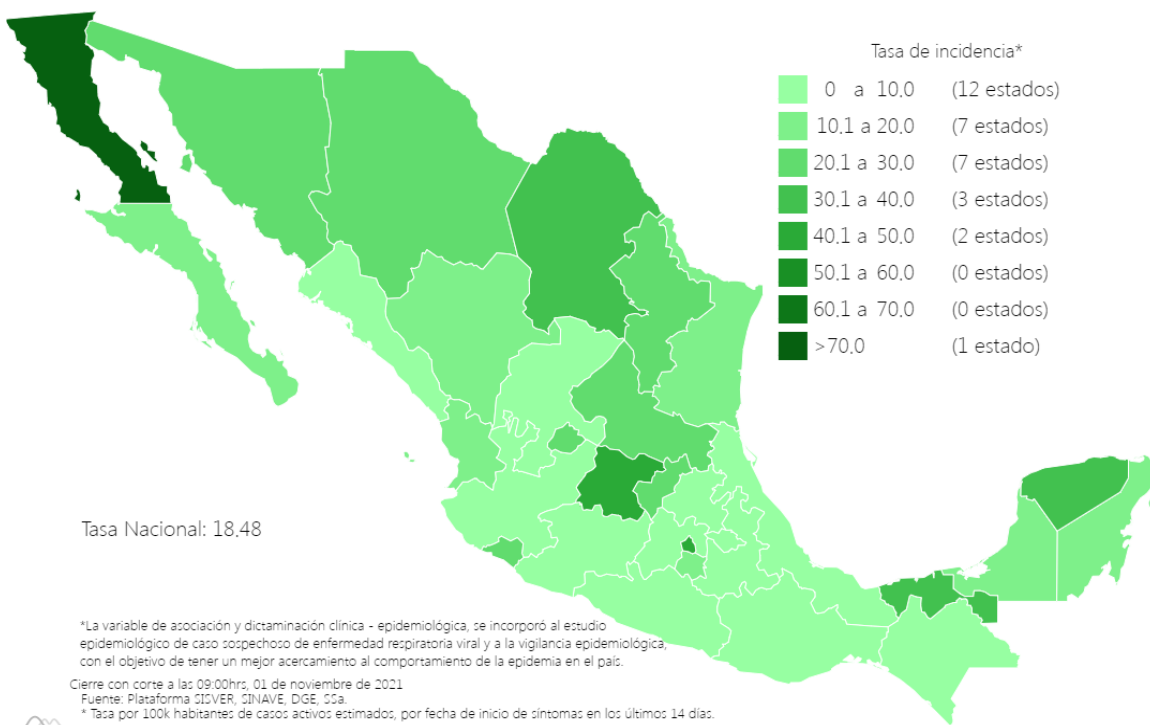 Tasa de incidencia*
0 a 10.0 (12 estados)
10.1 a 20.0 (7 estados)
20.1 a 30.0 (7 estados)
30.1 a 40.0 (3 estados)
40.1 a 50.0 (2 estados)
50.1 a 60.0 (0 estados)
60.1 a 70.0 (0 estados)
>70.0 (1 estado)
Tasa Nacional: 18.48
*La variable de asociación y dictaminación clínica - epidemiológica, se incorporó al estudio
epidemiológico de caso sospechoso de enfermedad respiratoria viral y a la vigilancia epidemiológica,
con el objetivo de tener un mejor acercamiento al comportamiento de la epidemia en el país.
Cierre con corte a las 09:00hrs, 01 de noviembre de 2021
Fuente: Plataforma SISVER, SINAVE, DGE, SSa.
* Tasa por 100k habitantes de casos activos estimados, por fecha de inicio de síntomas en los últimos 14 días.